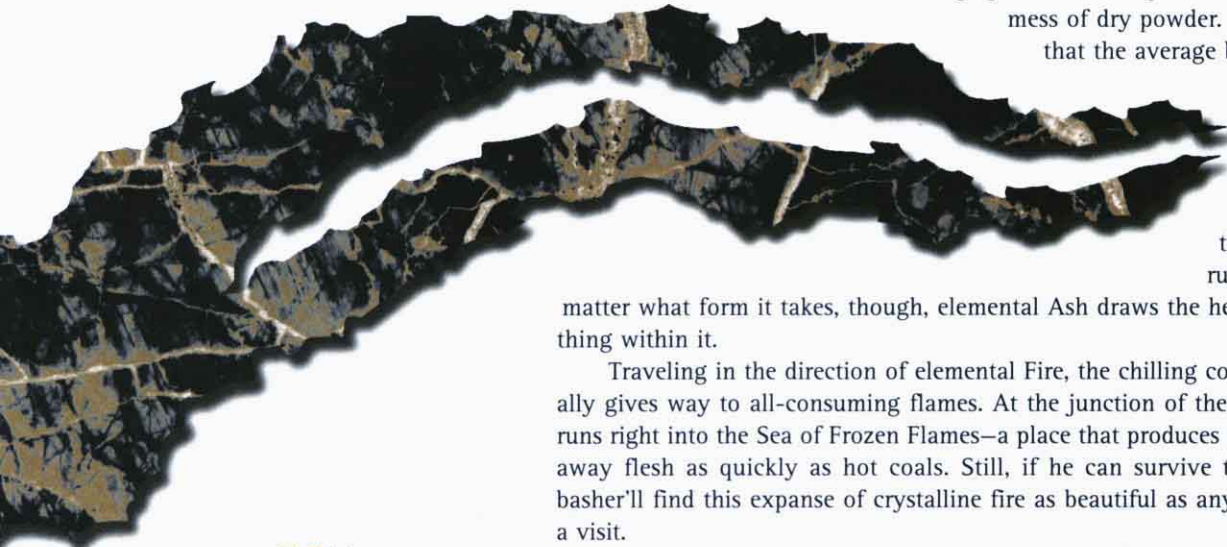 mess of dry powder.
that the average
matter what form it takes, though, elemental Ash draws the
thing within it.
Traveling in the direction of elemental Fire, the chilling
ally gives way to all-consuming flames. At the junction of the
runs right into the Sea of Frozen Flames—a place that produces
away flesh as quickly as hot coals. Still, if he can survive
basher'll find this expanse of crystalline fire as beautiful as
a visit.